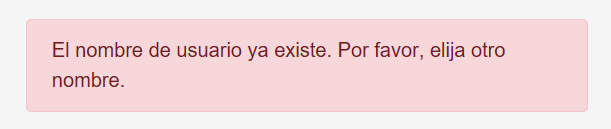 El nombre de usuario ya existe. Por favor, elija otro
nombre.